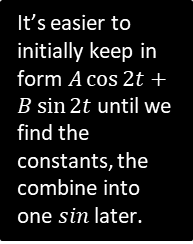 It’s easier to
initially keep in
form A cos 2t +
B sin 2t until we
find the
constants, the
combine into
one sin later.